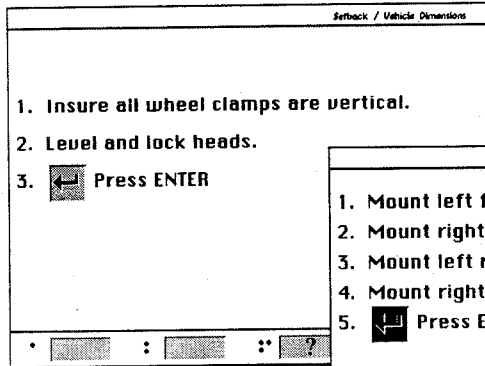 Setback / Vehicle Dimensions
1. Insure all wheel clamps are vertical.
2. Level and lock heads.
3. Press ENTER
?
1. Mount left
2. Mount right
3. Mount left
4. Mount right
5. Press